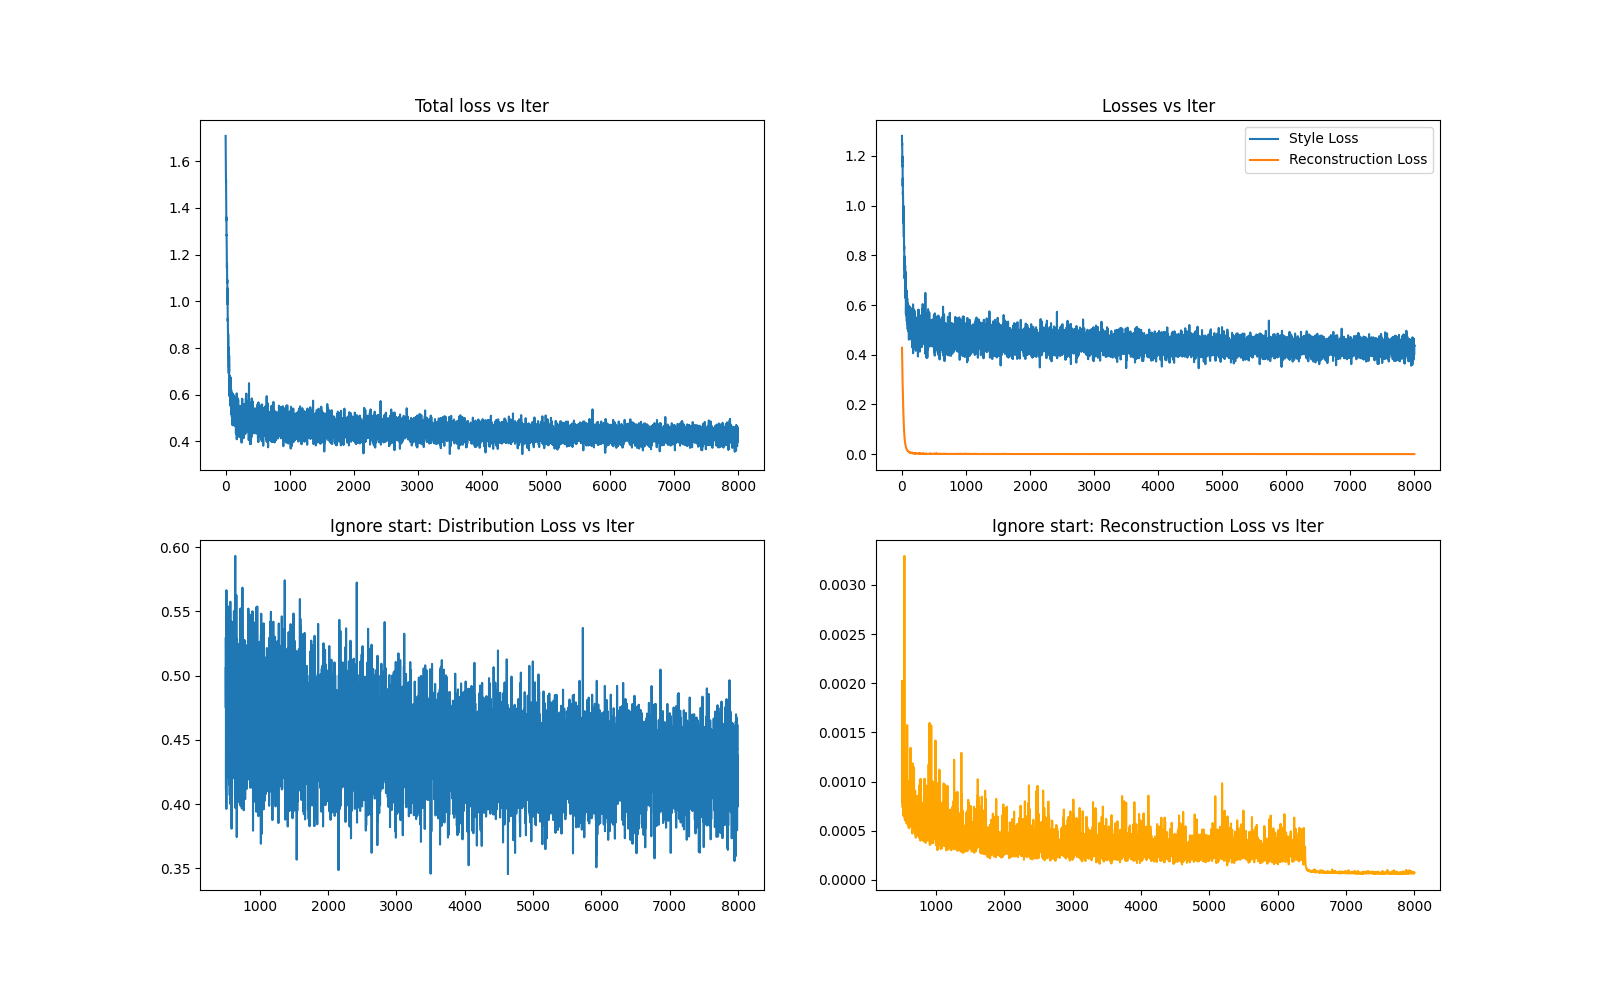 Total loss vs Iter
1.6
1.4
1.2
1.0
0.8
0.6
0.4
0 1000 2000 3000 4000 5000 6000 7000 8000
Losses vs Iter
Style Loss
Reconstruction Loss
1.2
1.0
0.8
0.6
0.4
0.2
0.0
0 1000 2000 3000 4000 5000 6000 7000 8000
Ignore start: Distribution Loss vs Iter
0.60
0.55
0.50
0.45
0.40
0.35
1000 2000 3000 4000 5000 6000 7000 8000
Ignore start: Reconstruction Loss vs Iter
0.0030
0.0025
0.0020
0.0015
0.0010
0.0005
0.0000
1000 2000 3000 4000 5000 6000 7000 8000